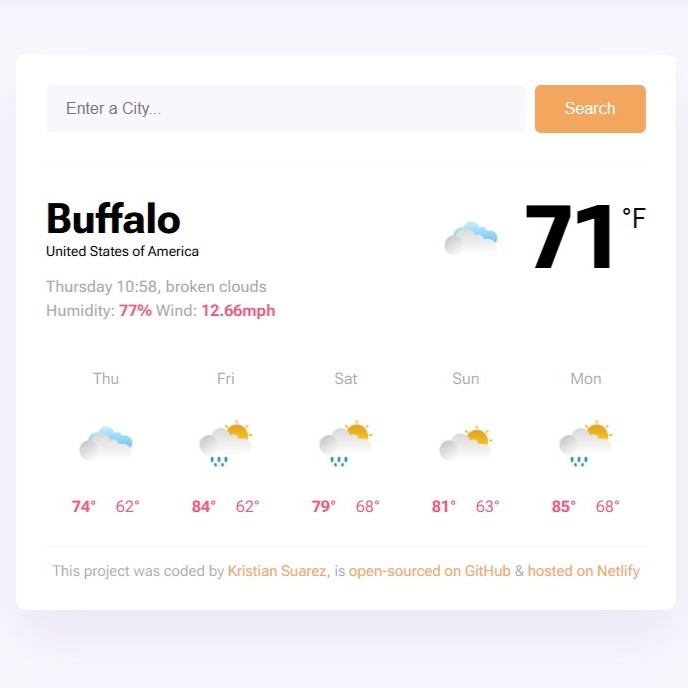 Enter a City...
Search
Buffalo
71 °F
United States of America
Thursday 10:58, broken clouds
Humidity: 77% Wind: 12.66mph
Thu Fri Sat Sun Mon
74° 62° 84° 62° 79° 68° 81° 63° 85° 68°
This project was coded by Kristian Suarez, is open-sourced on GitHub & hosted on Netlify